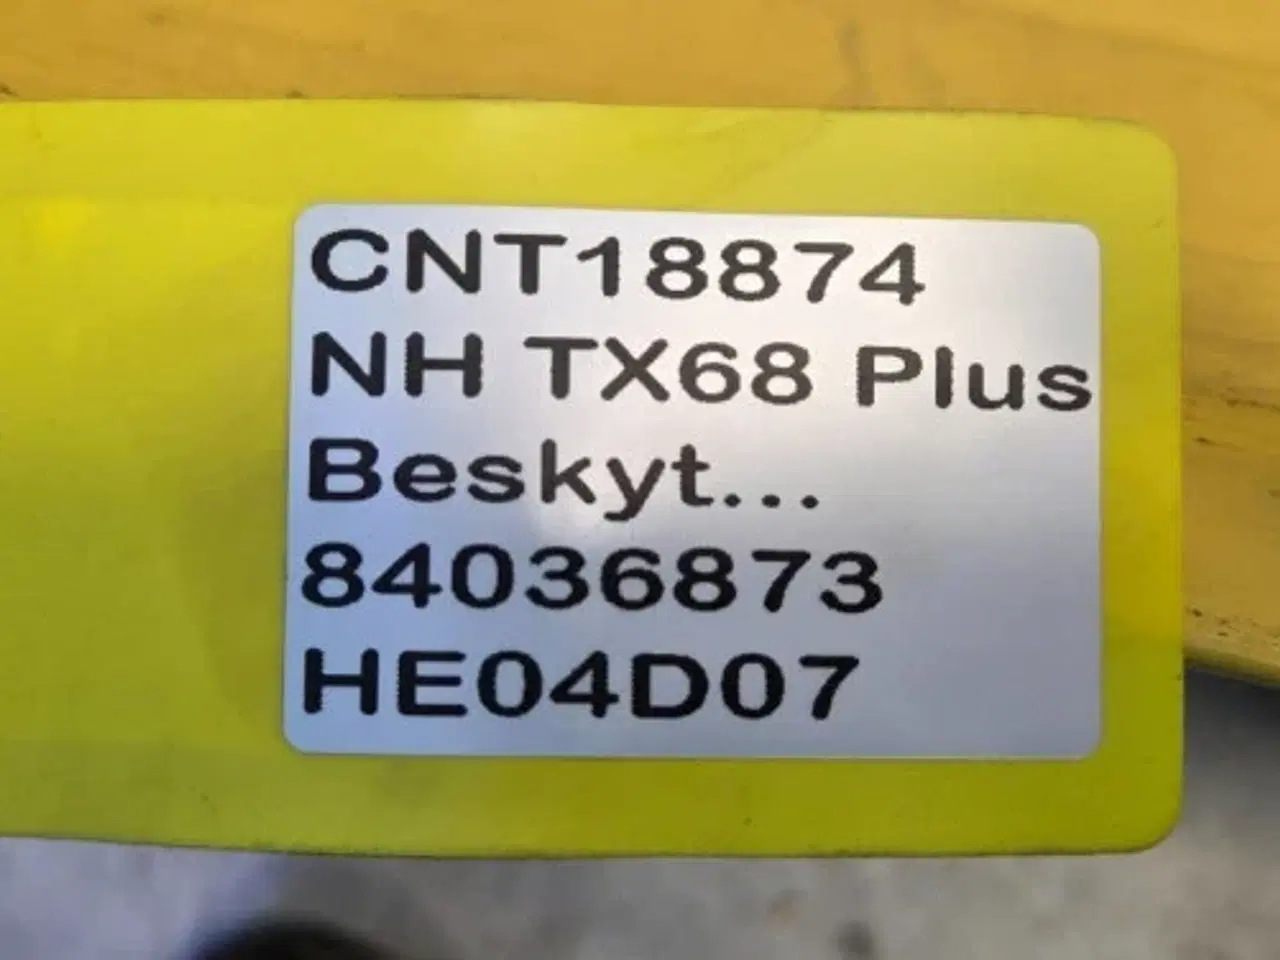 CNT18874
NH TX68 Plus
Beskyt...
84036873
HE04D07